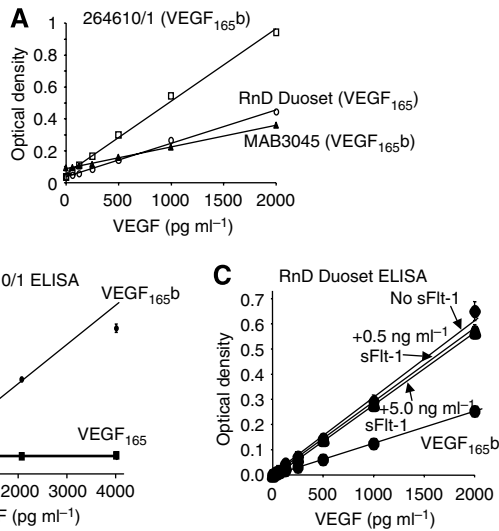 A
264610/1 (VEGF165b)
1
0.8
0.6
0.4
0.2
0
Optical density
RnD Duoset (VEGF165)
MAB3045 (VEGF165b)
0 500 1000 1500 2000
VEGF (pg ml−1)
0/1 ELISA
VEGF165b
VEGF165
2000 3000 4000
F (pg ml−1)
C
RnD Duoset ELISA
0.7
0.6
0.5
0.4
0.3
0.2
0.1
0.0
Optical density
No sFlt-1
+0.5 ng ml−1
sFlt-1
+5.0 ng ml−1
sFlt-1
VEGF165b
0 500 1000 1500 2000
VEGF (pg ml−1)